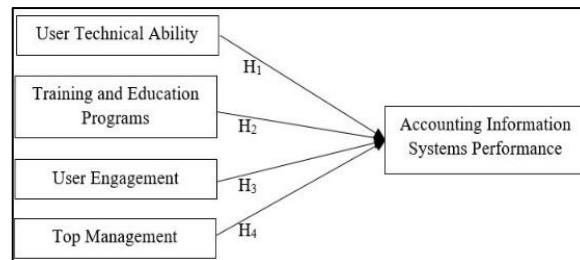 User Technical Ability
H₁
Training and Education
Programs
H₂
Accounting Information
Systems Performance
User Engagement
H₃
Top Management
H₄